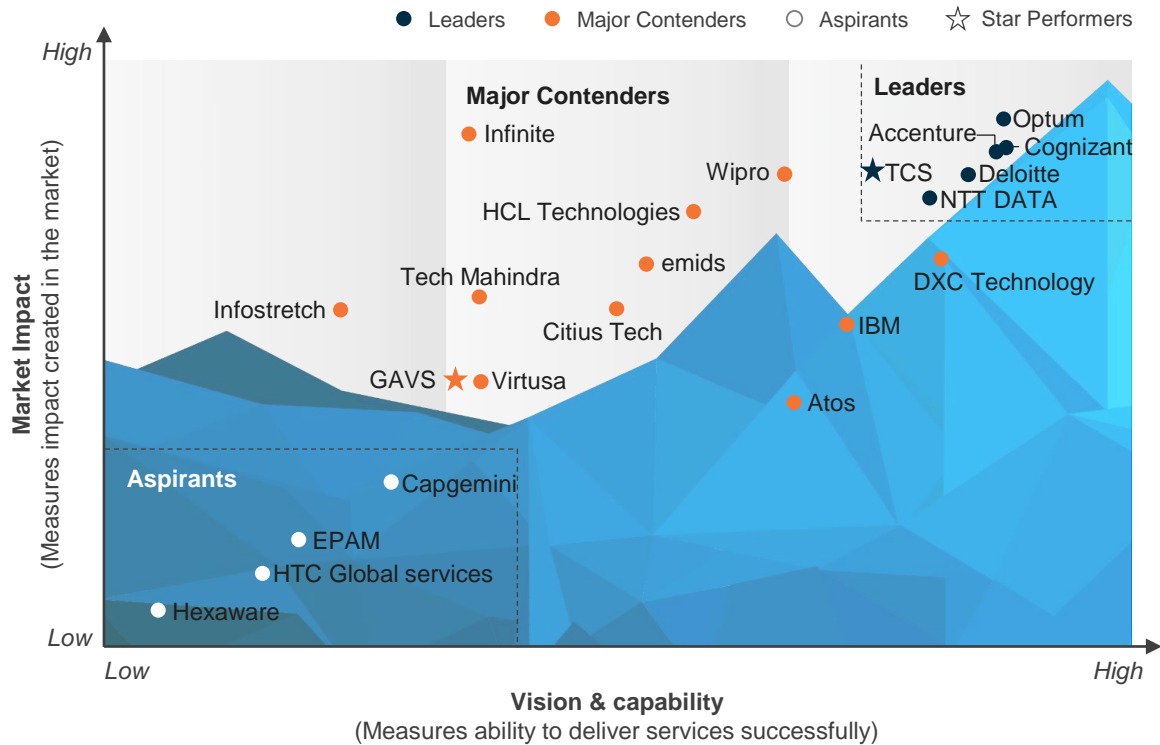 Leaders
Major Contenders
Aspirants
Star Performers
High
Market Impact
(Measures impact created in the market)
Major Contenders
Leaders
Infinite
Optum
Accenture
Cognizant
Wipro
TCS
Deloitte
NTT DATA
HCL Technologies
emids
Tech Mahindra
DXC Technology
Infostretch
Citius Tech
IBM
GAVS
Virtusa
Atos
Aspirants
Capgemini
EPAM
HTC Global services
Hexaware
Low
Low
High
Vision & capability
(Measures ability to deliver services successfully)